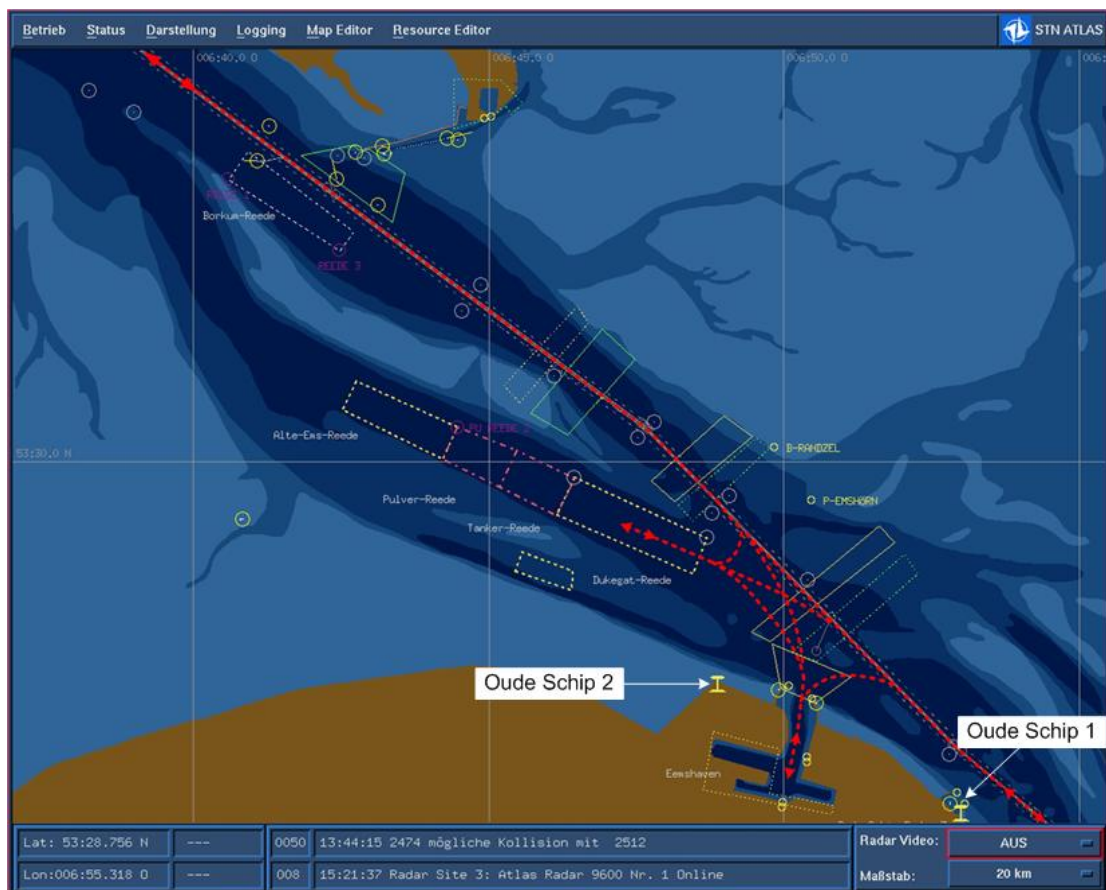 Betrieb Status Darstellung Logging Map Editor Resource Editor
STN ATLAS
006:40.0 O
006:45.0 O
006:50.0 O
Borkum-Reede
REEDE 3
PU REEDE 2
Alte-Ems-Reede
53:30.0 N
B-RANDZEL
Pulver-Reede
P-EMSHÖRN
Tanker-Reede
Dukegat-Reede
Oude Schip 2
Oude Schip 1
Eemshaven
Lat: 53:28.756 N --- 0050 13:44:15 2474 mögliche Kollision mit 2512
Radar Video: AUS
Lon:006:55.318 O --- 008 15:21:37 Radar Site 3: Atlas Radar 9600 Nr. 1 Online
Maßstab: 20 km